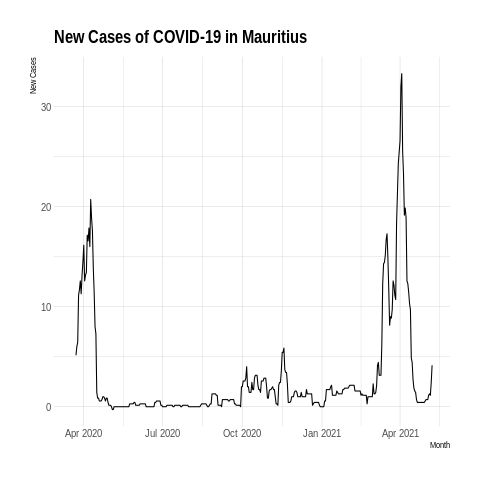 New Cases of COVID-19 in Mauritius
New Cases
30
20
10
0
Apr 2020
Jul 2020
Oct 2020
Jan 2021
Apr 2021
Month